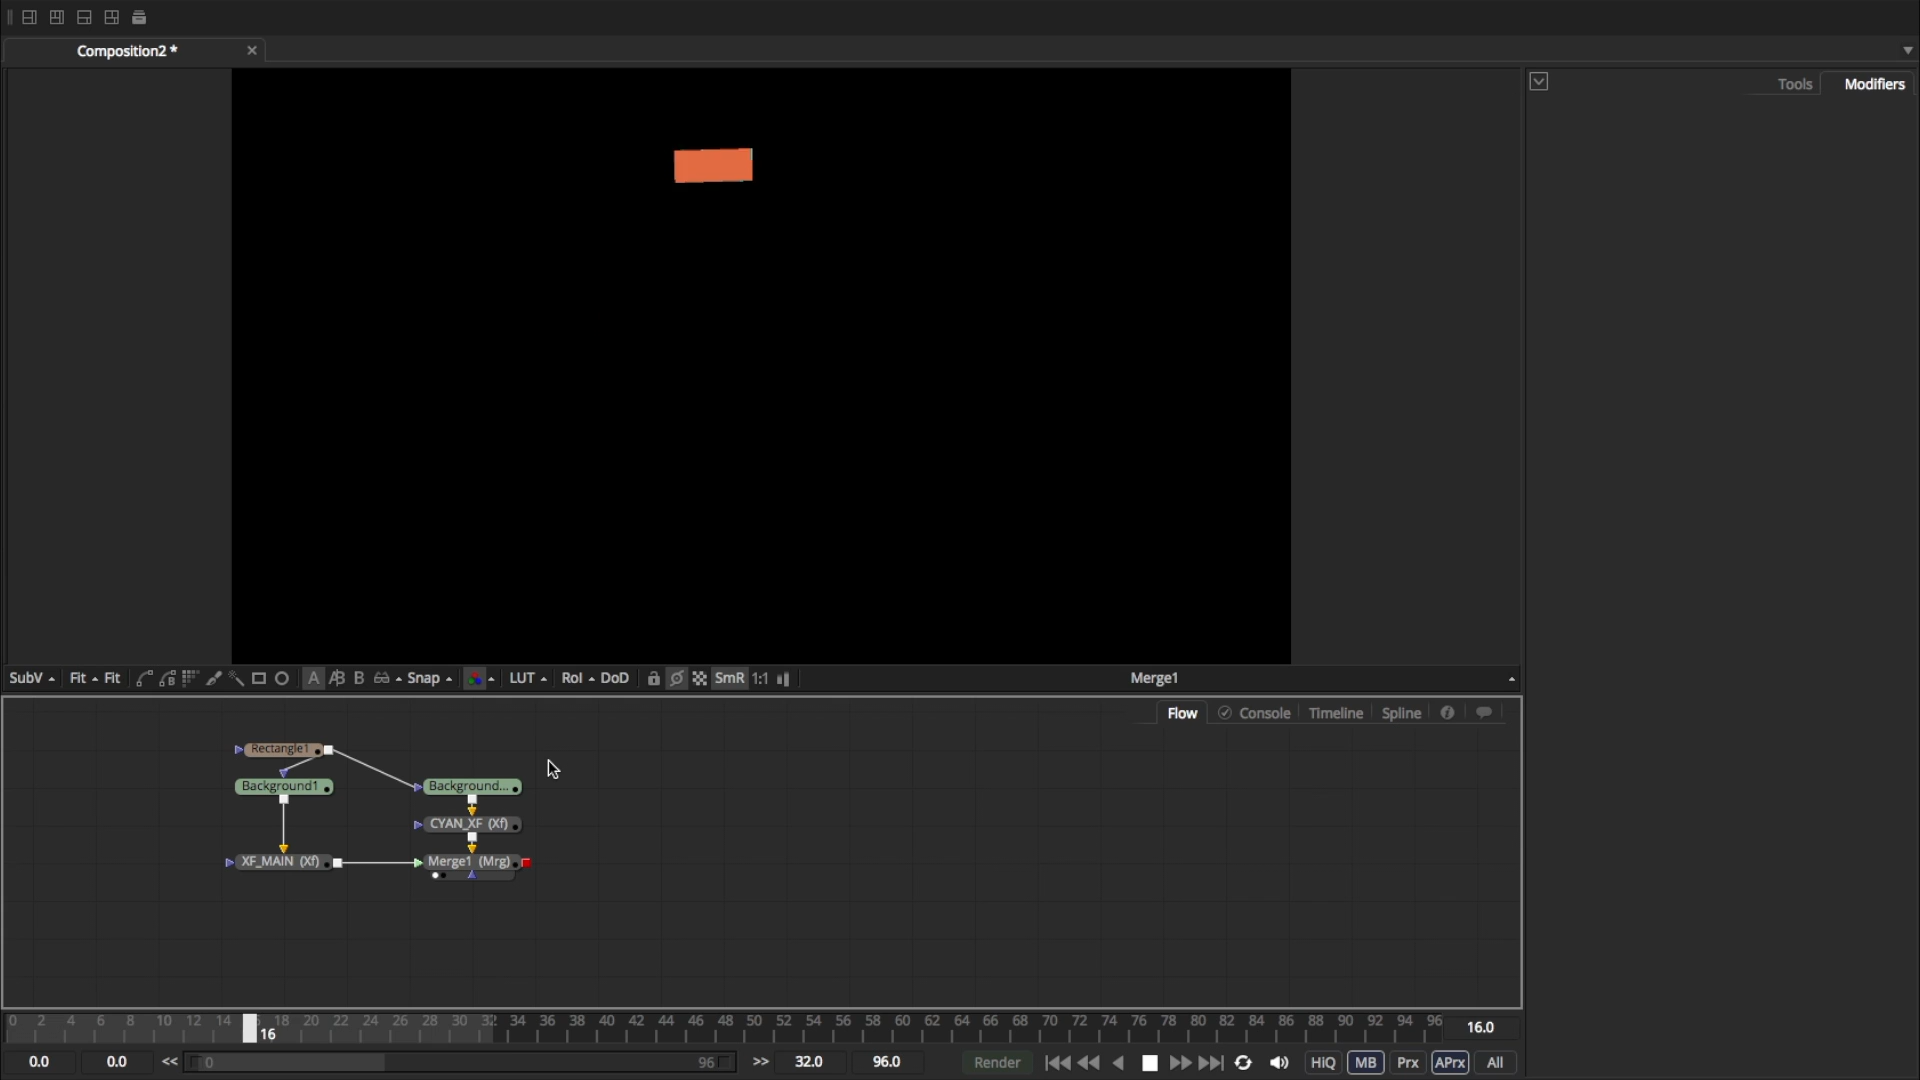 Composition2 *
Tools Modifiers
SubV Fit Fit A B Snap LUT RoI DoD SmR 1:1 Merge1
Flow Console Timeline Spline
Rectangle1
Background1 Background...
CYAN_XF (Xf)
XF_MAIN (Xf) Merge1 (Mrg)
0 2 4 6 8 10 12 14 16 18 20 22 24 26 28 30 32 34 36 38 40 42 44 46 48 50 52 54 56 58 60 62 64 66 68 70 72 74 76 78 80 82 84 86 88 90 92 94 96 16.0
0.0 0.0 << 0 96 >> 32.0 96.0 Render HiQ MB Prx APrx All